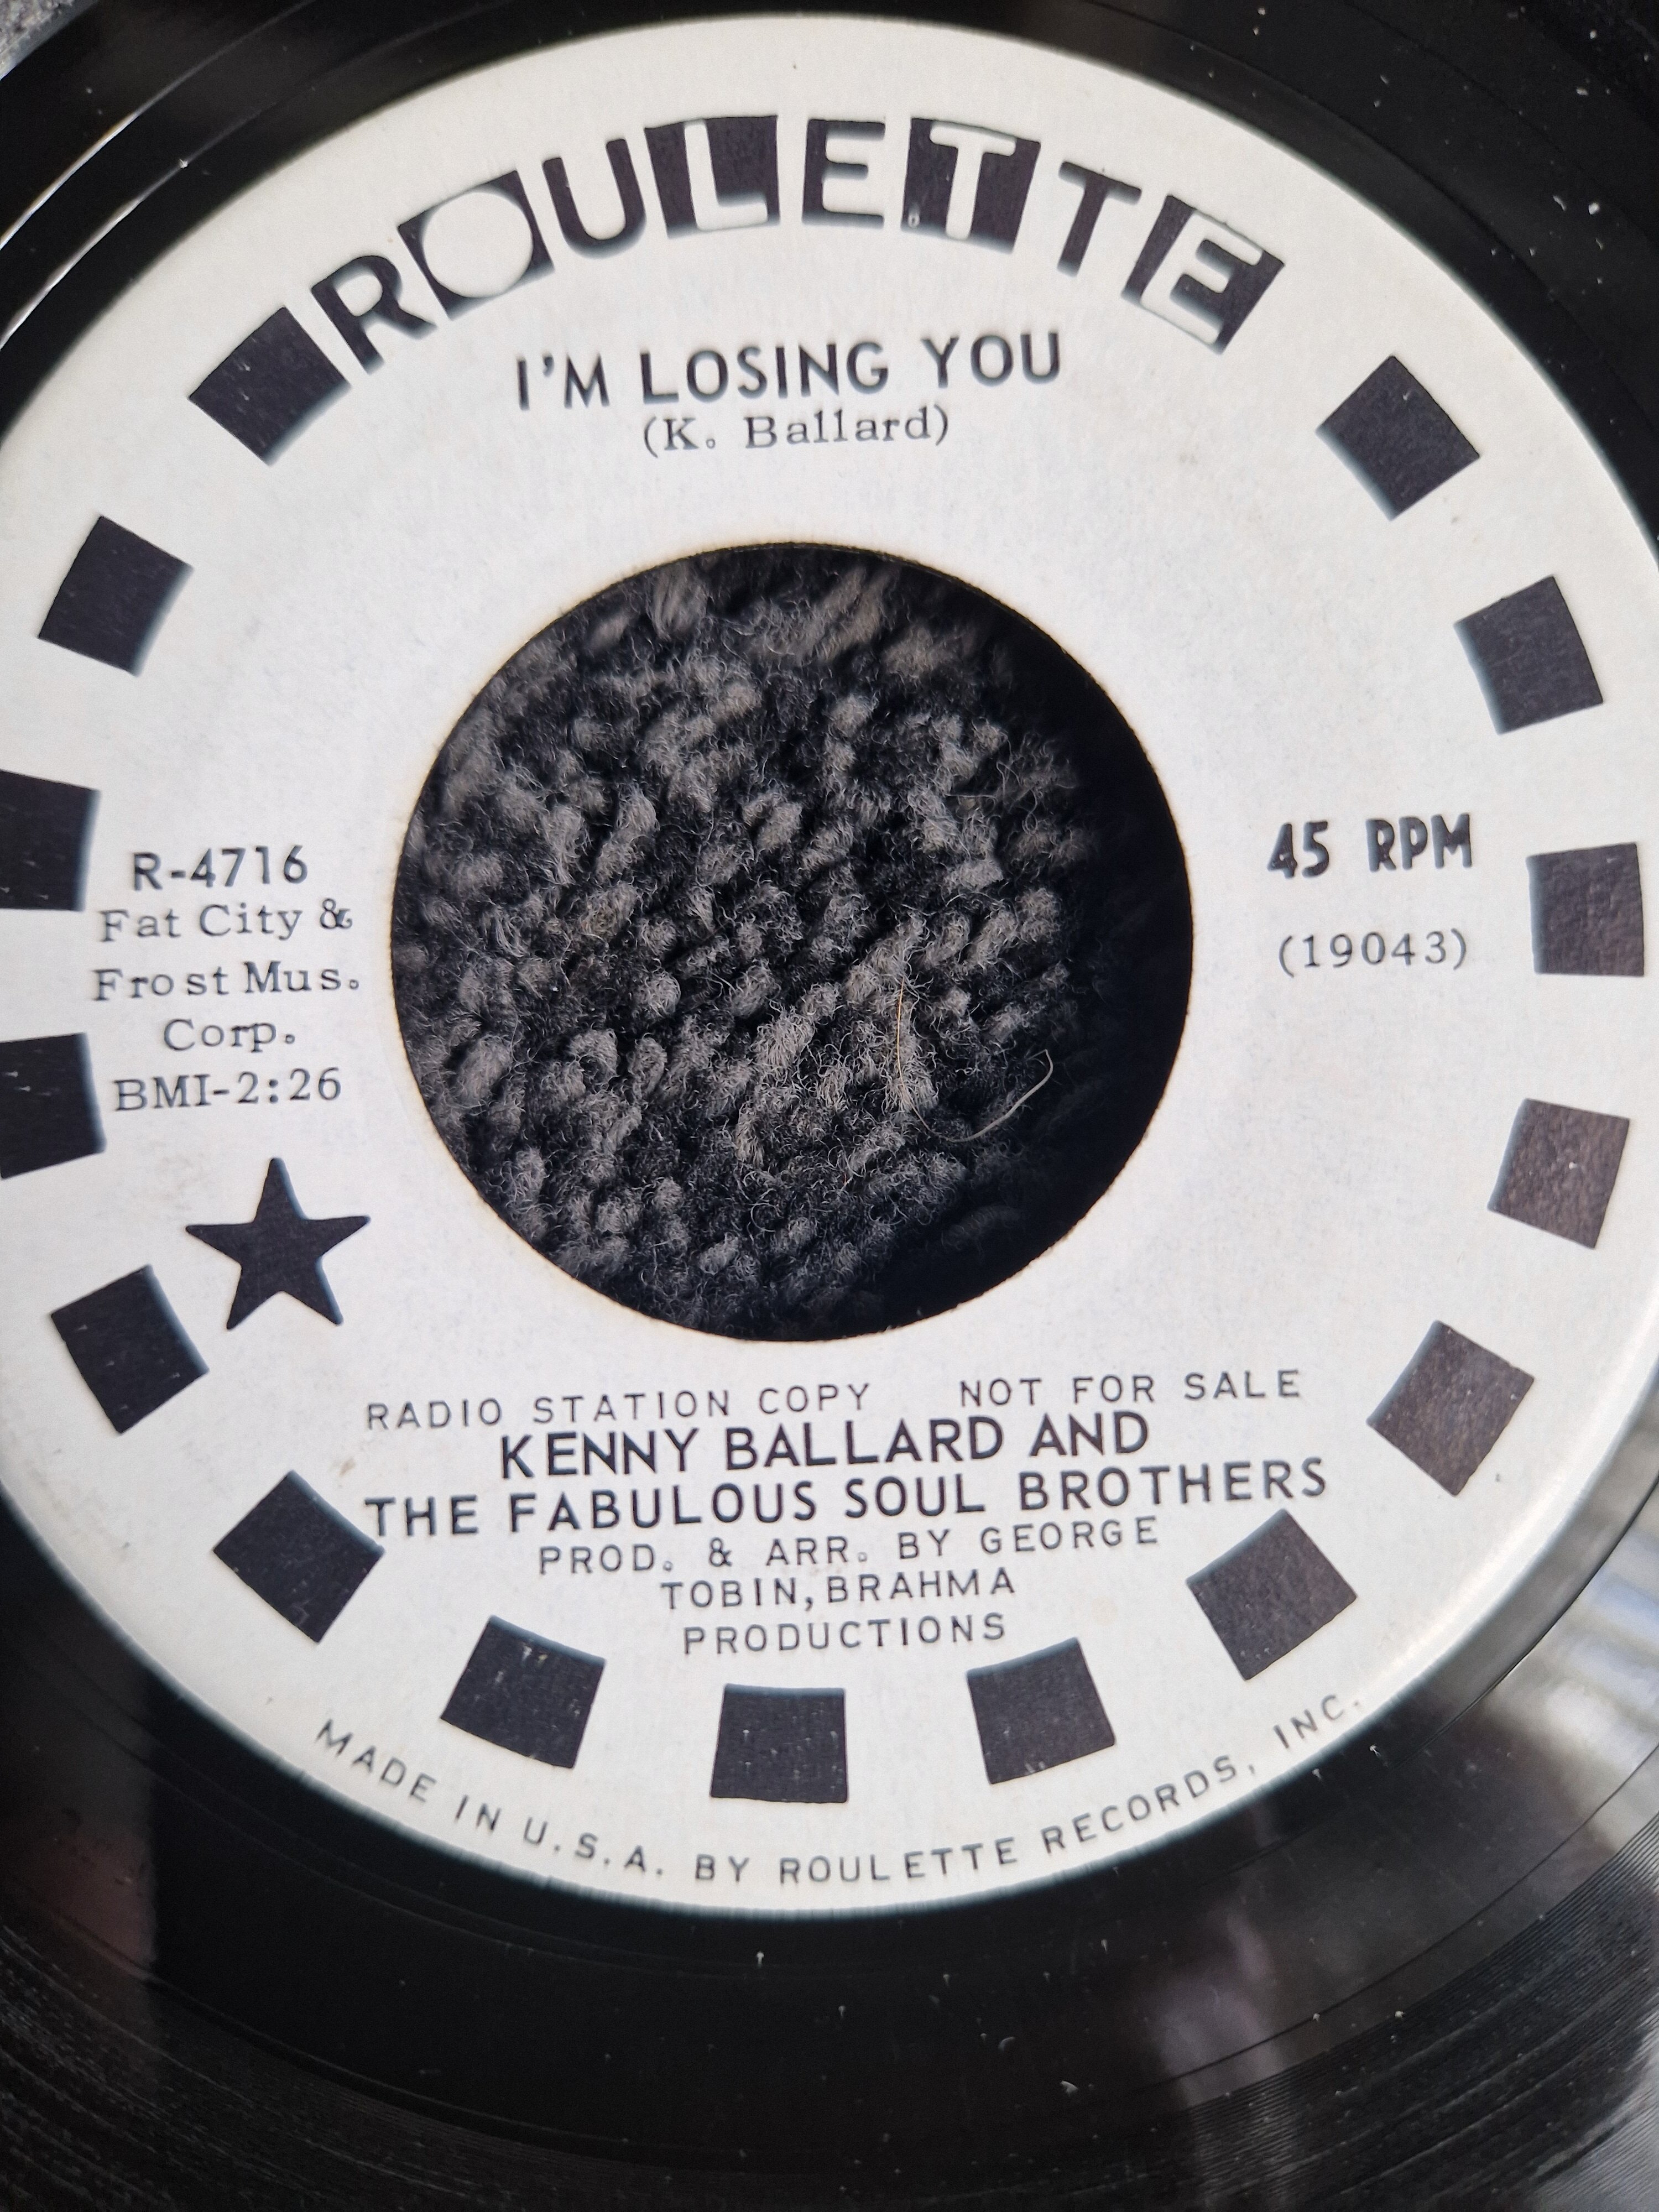 ROULETTE
I'M LOSING YOU
(K. Ballard)
R-4716
Fat City &
Frost Mus.
Corp.
BMI-2:26
45 RPM
(19043)
RADIO STATION COPY NOT FOR SALE
KENNY BALLARD AND
THE FABULOUS SOUL BROTHERS
PROD. & ARR. BY GEORGE
TOBIN, BRAHMA
PRODUCTIONS
MADE IN U.S.A. BY ROULETTE RECORDS, INC.